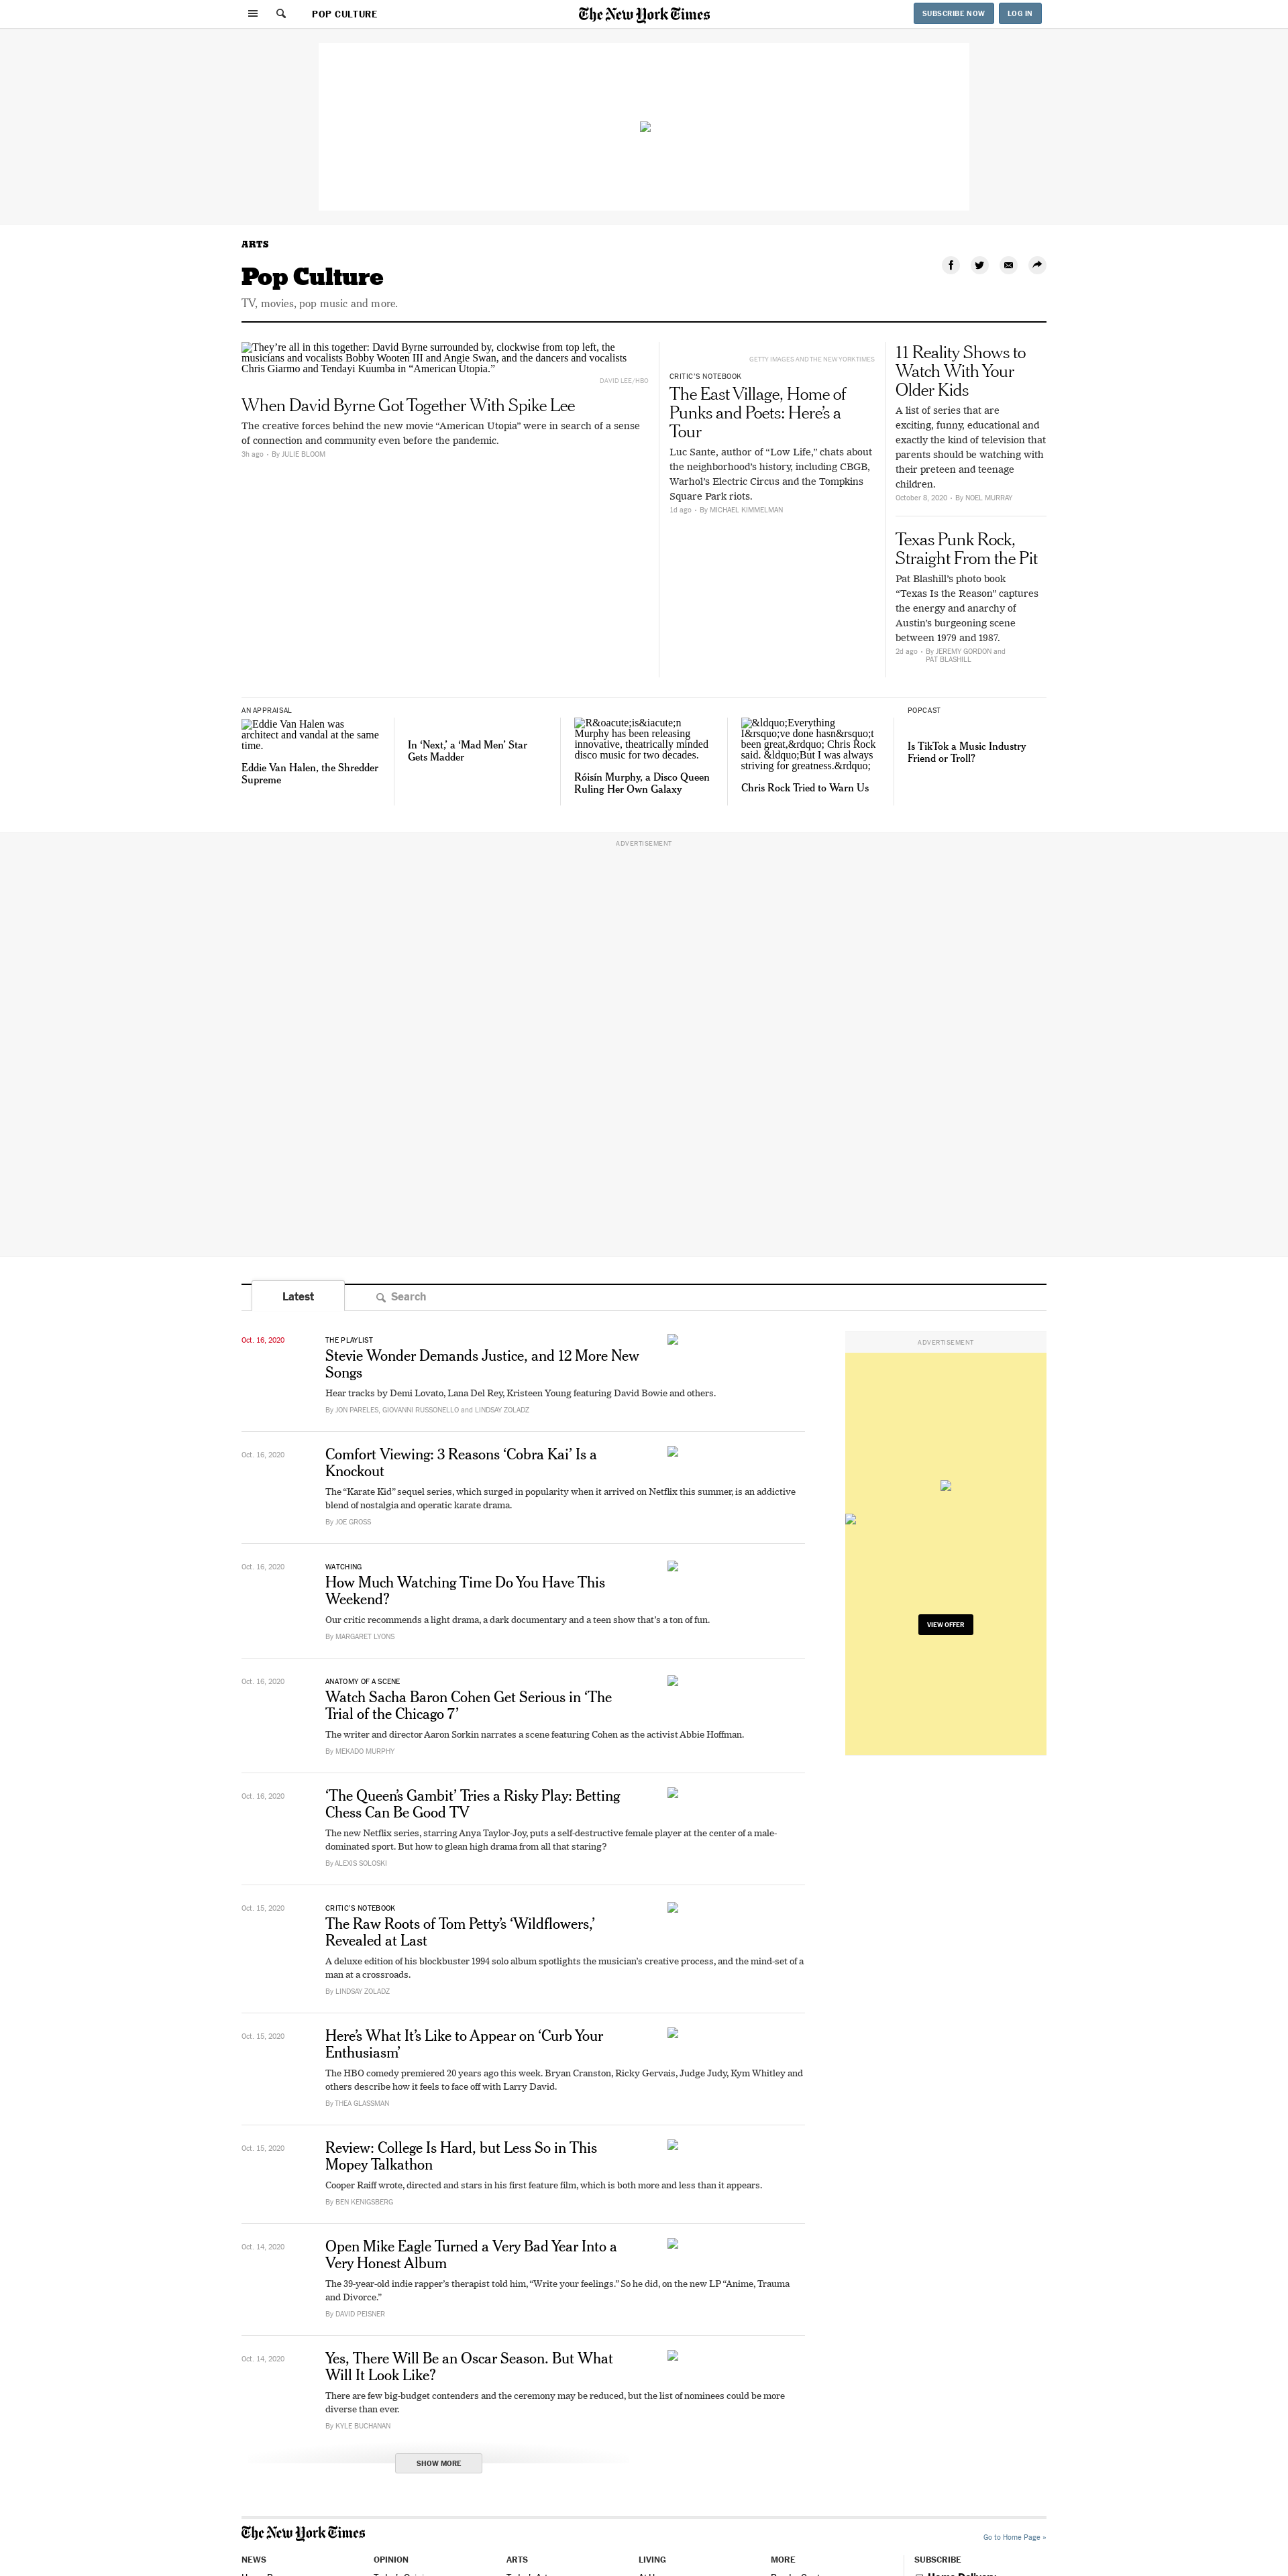 POP CULTURE
The New York Times
SUBSCRIBE NOW
LOG IN
ARTS
Pop Culture
TV, movies, pop music and more.
They’re all in this together: David Byrne surrounded by, clockwise from top left, the
musicians and vocalists Bobby Wooten III and Angie Swan, and the dancers and vocalists
Chris Giarmo and Tendayi Kuumba in “American Utopia.”
DAVID LEE/HBO
When David Byrne Got Together With Spike Lee
The creative forces behind the new movie “American Utopia” were in search of a sense
of connection and community even before the pandemic.
3h ago • By JULIE BLOOM
GETTY IMAGES AND THE NEW YORKTIMES
CRITIC’S NOTEBOOK
The East Village, Home of
Punks and Poets: Here’s a
Tour
Luc Sante, author of “Low Life,” chats about
the neighborhood’s history, including CBGB,
Warhol’s Electric Circus and the Tompkins
Square Park riots.
1d ago • By MICHAEL KIMMELMAN
11 Reality Shows to
Watch With Your
Older Kids
A list of series that are
exciting, funny, educational and
exactly the kind of television that
parents should be watching with
their preteen and teenage
children.
October 8, 2020 • By NOEL MURRAY
Texas Punk Rock,
Straight From the Pit
Pat Blashill’s photo book
“Texas Is the Reason” captures
the energy and anarchy of
Austin’s burgeoning scene
between 1979 and 1987.
2d ago • By JEREMY GORDON and
PAT BLASHILL
AN APPRAISAL
Eddie Van Halen was
architect and vandal at the same
time.
Eddie Van Halen, the Shredder
Supreme
In ‘Next,’ a ‘Mad Men’ Star
Gets Madder
R&oacute;is&iacute;n
Murphy has been releasing
innovative, theatrically minded
disco music for two decades.
Róisín Murphy, a Disco Queen
Ruling Her Own Galaxy
&ldquo;Everything
I&rsquo;ve done hasn&rsquo;t
been great,&rdquo; Chris Rock
said. &ldquo;But I was always
striving for greatness.&rdquo;
Chris Rock Tried to Warn Us
POPCAST
Is TikTok a Music Industry
Friend or Troll?
ADVERTISEMENT
Latest
Search
Oct. 16, 2020
THE PLAYLIST
Stevie Wonder Demands Justice, and 12 More New
Songs
Hear tracks by Demi Lovato, Lana Del Rey, Kristeen Young featuring David Bowie and others.
By JON PARELES, GIOVANNI RUSSONELLO and LINDSAY ZOLADZ
ADVERTISEMENT
VIEW OFFER
Oct. 16, 2020
Comfort Viewing: 3 Reasons ‘Cobra Kai’ Is a
Knockout
The “Karate Kid” sequel series, which surged in popularity when it arrived on Netflix this summer, is an addictive
blend of nostalgia and operatic karate drama.
By JOE GROSS
Oct. 16, 2020
WATCHING
How Much Watching Time Do You Have This
Weekend?
Our critic recommends a light drama, a dark documentary and a teen show that’s a ton of fun.
By MARGARET LYONS
Oct. 16, 2020
ANATOMY OF A SCENE
Watch Sacha Baron Cohen Get Serious in ‘The
Trial of the Chicago 7’
The writer and director Aaron Sorkin narrates a scene featuring Cohen as the activist Abbie Hoffman.
By MEKADO MURPHY
Oct. 16, 2020
‘The Queen’s Gambit’ Tries a Risky Play: Betting
Chess Can Be Good TV
The new Netflix series, starring Anya Taylor-Joy, puts a self-destructive female player at the center of a male-
dominated sport. But how to glean high drama from all that staring?
By ALEXIS SOLOSKI
Oct. 15, 2020
CRITIC’S NOTEBOOK
The Raw Roots of Tom Petty’s ‘Wildflowers,’
Revealed at Last
A deluxe edition of his blockbuster 1994 solo album spotlights the musician’s creative process, and the mind-set of a
man at a crossroads.
By LINDSAY ZOLADZ
Oct. 15, 2020
Here’s What It’s Like to Appear on ‘Curb Your
Enthusiasm’
The HBO comedy premiered 20 years ago this week. Bryan Cranston, Ricky Gervais, Judge Judy, Kym Whitley and
others describe how it feels to face off with Larry David.
By THEA GLASSMAN
Oct. 15, 2020
Review: College Is Hard, but Less So in This
Mopey Talkathon
Cooper Raiff wrote, directed and stars in his first feature film, which is both more and less than it appears.
By BEN KENIGSBERG
Oct. 14, 2020
Open Mike Eagle Turned a Very Bad Year Into a
Very Honest Album
The 39-year-old indie rapper’s therapist told him, “Write your feelings.” So he did, on the new LP “Anime, Trauma
and Divorce.”
By DAVID PEISNER
Oct. 14, 2020
Yes, There Will Be an Oscar Season. But What
Will It Look Like?
There are few big-budget contenders and the ceremony may be reduced, but the list of nominees could be more
diverse than ever.
By KYLE BUCHANAN
SHOW MORE
The New York Times
Go to Home Page »
NEWS
OPINION
ARTS
LIVING
MORE
SUBSCRIBE